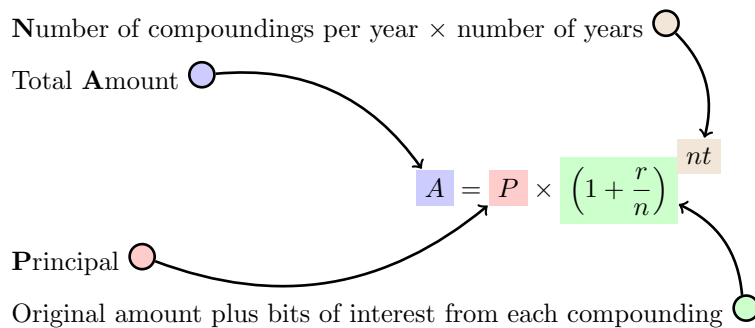 Number of compoundings per year × number of years
Total Amount
A = P × (1 + r/n)^nt
Principal
Original amount plus bits of interest from each compounding